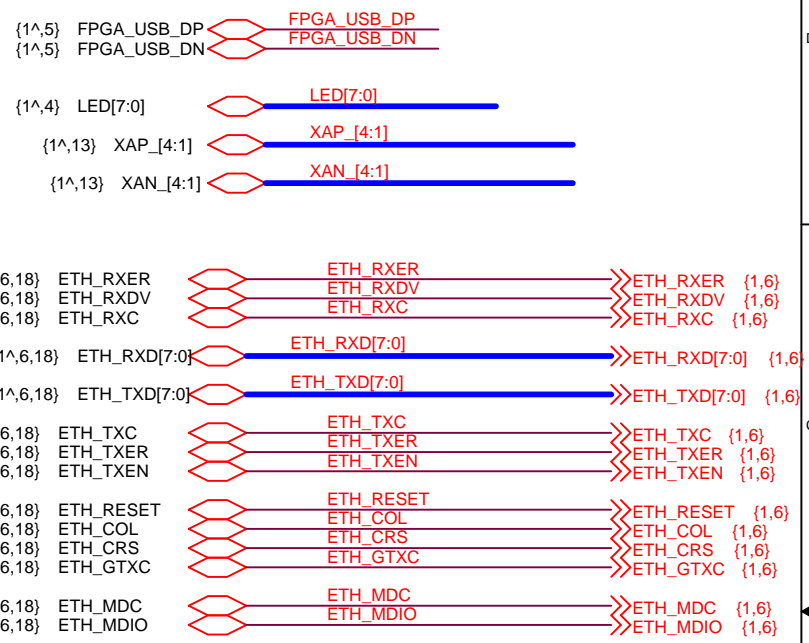 {1^,5} FPGA_USB_DP FPGA_USB_DP
{1^,5} FPGA_USB_DN FPGA_USB_DN
{1^,4} LED[7:0] LED[7:0]
{1^,13} XAP_[4:1] XAP_[4:1]
{1^,13} XAN_[4:1] XAN_[4:1]
6,18} ETH_RXER ETH_RXER ETH_RXER {1,6}
6,18} ETH_RXDV ETH_RXDV ETH_RXDV {1,6}
6,18} ETH_RXC ETH_RXC ETH_RXC {1,6}
1^,6,18} ETH_RXD[7:0] ETH_RXD[7:0] ETH_RXD[7:0] {1,6}
1^,6,18} ETH_TXD[7:0] ETH_TXD[7:0] ETH_TXD[7:0] {1,6}
6,18} ETH_TXC ETH_TXC ETH_TXC {1,6}
6,18} ETH_TXER ETH_TXER ETH_TXER {1,6}
6,18} ETH_TXEN ETH_TXEN ETH_TXEN {1,6}
6,18} ETH_RESET ETH_RESET ETH_RESET {1,6}
6,18} ETH_COL ETH_COL ETH_COL {1,6}
6,18} ETH_CRS ETH_CRS ETH_CRS {1,6}
6,18} ETH_GTXC ETH_GTXC ETH_GTXC {1,6}
6,18} ETH_MDC ETH_MDC ETH_MDC {1,6}
6,18} ETH_MDIO ETH_MDIO ETH_MDIO {1,6}